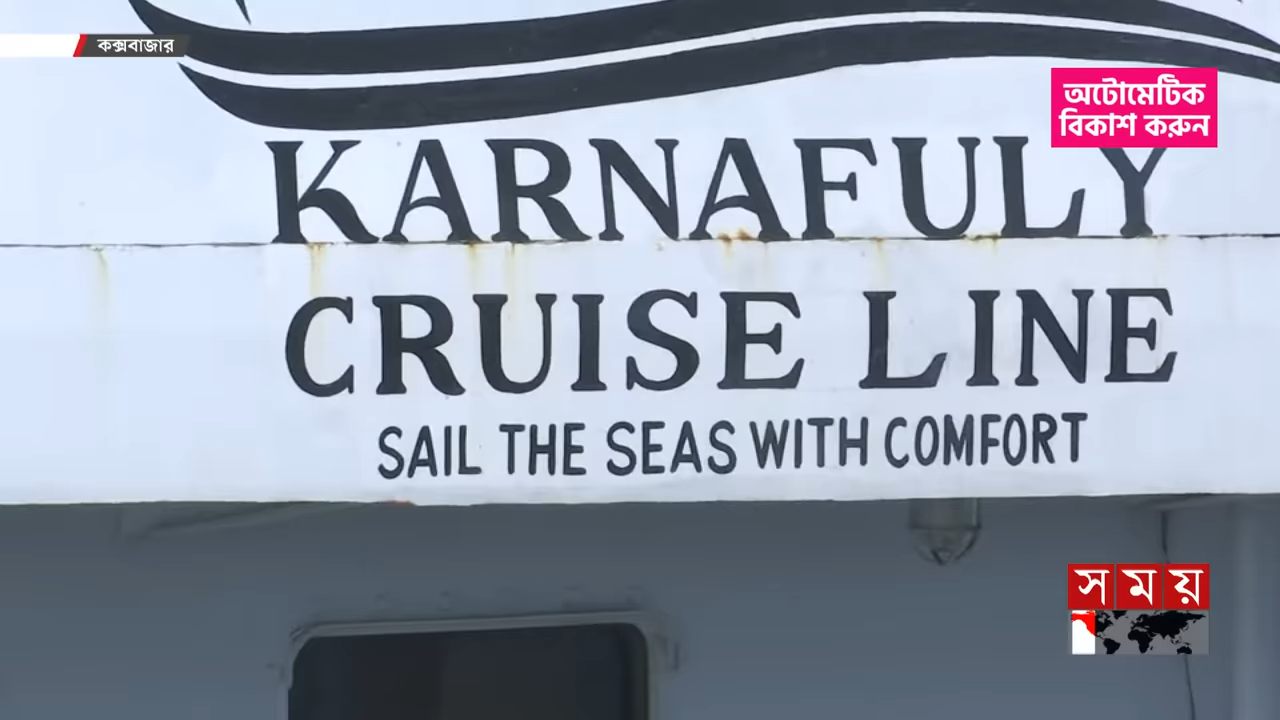 কক্সবাজার
অটোমেটিক
বিকাশ করুন
KARNAFULY
CRUISE LINE
SAIL THE SEAS WITH COMFORT
সময়